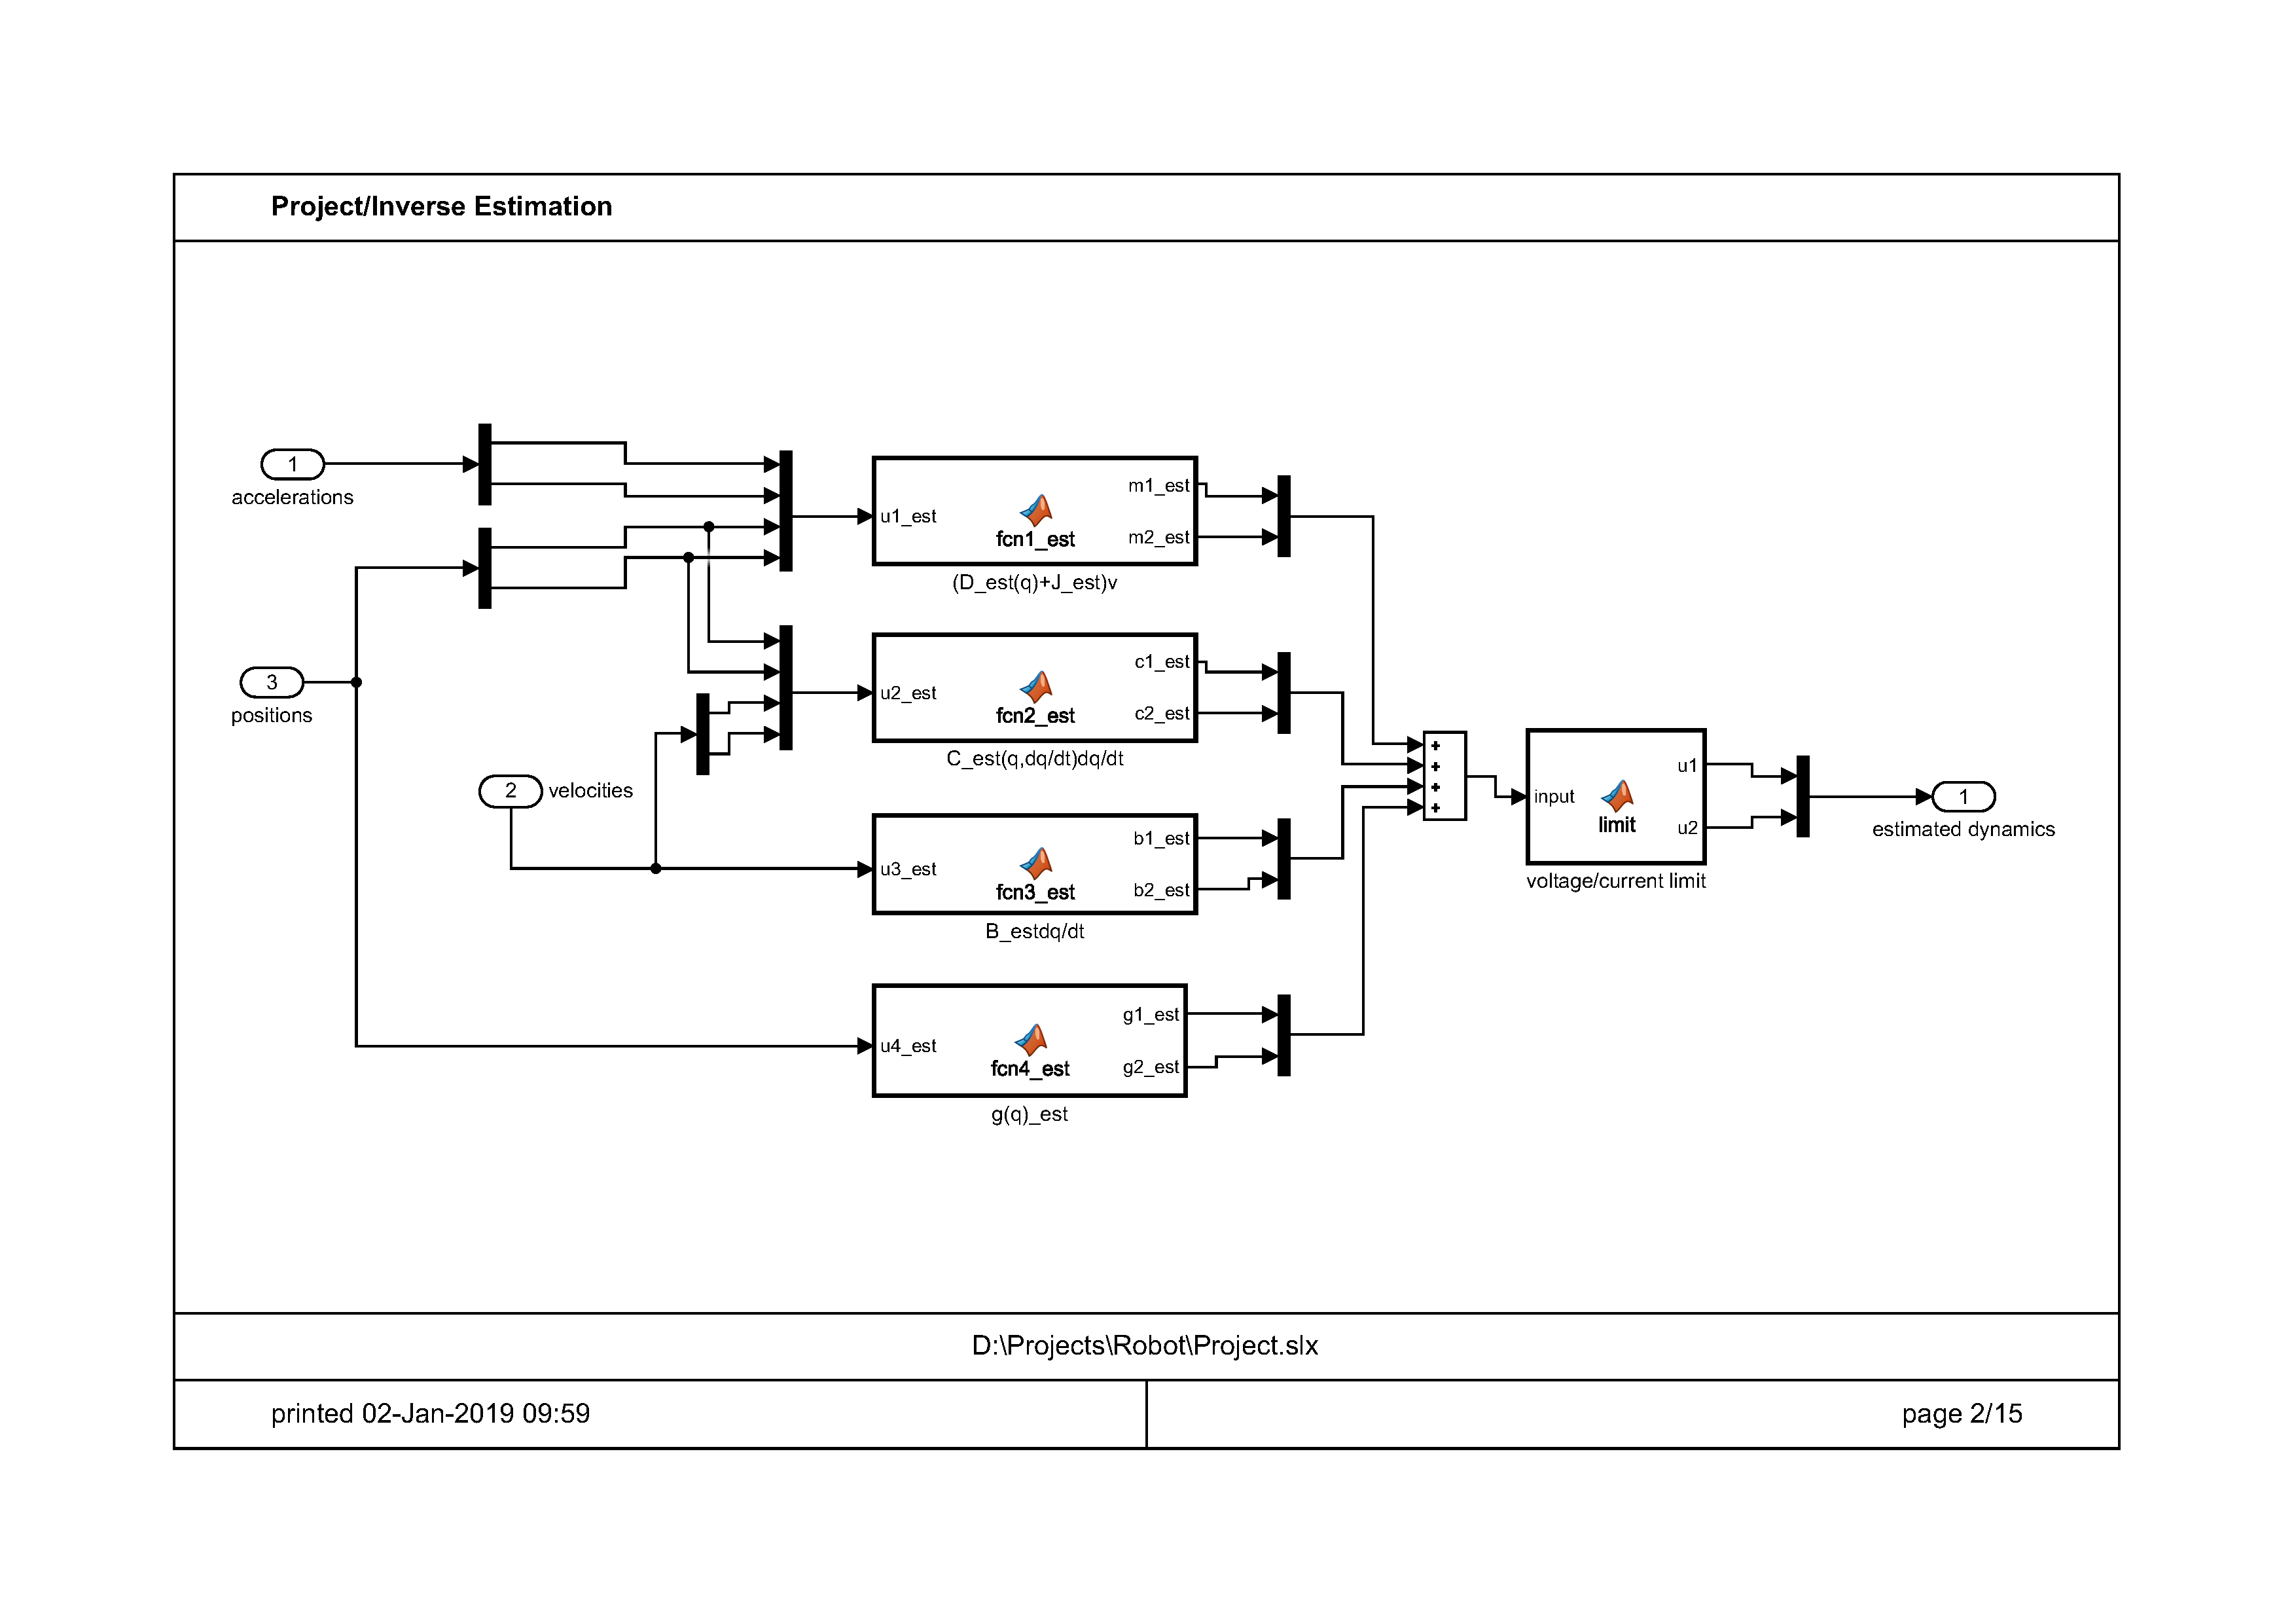 Project/Inverse Estimation
1
accelerations
3
positions
2
velocities
u1_est
fcn1_est
m1_est
m2_est
(D_est(q)+J_est)v
u2_est
fcn2_est
c1_est
c2_est
C_est(q,dq/dt)dq/dt
u3_est
fcn3_est
b1_est
b2_est
B_estdq/dt
u4_est
fcn4_est
g1_est
g2_est
g(q)_est
+
+
+
+
input
limit
u1
u2
voltage/current limit
1
estimated dynamics
D:\Projects\Robot\Project.slx
printed 02-Jan-2019 09:59
page 2/15